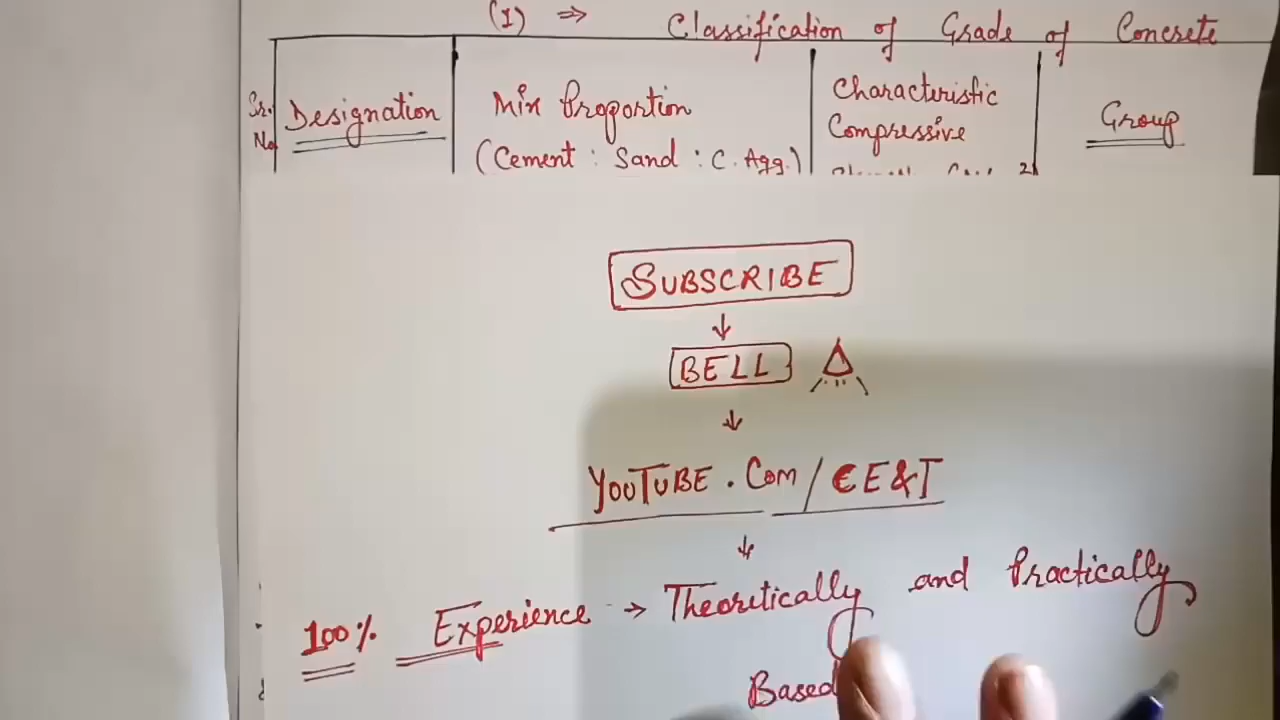 (I) ⇒ Classification of Grade of Concrete
Sr. No. Designation
Mix Proportion
(Cement : Sand : C. Agg.)
Characteristic
Compressive
Group
SUBSCRIBE
↓
BELL
↓
YOUTUBE.Com/CE&T
↓
100% Experience → Theoretically and Practically
Based